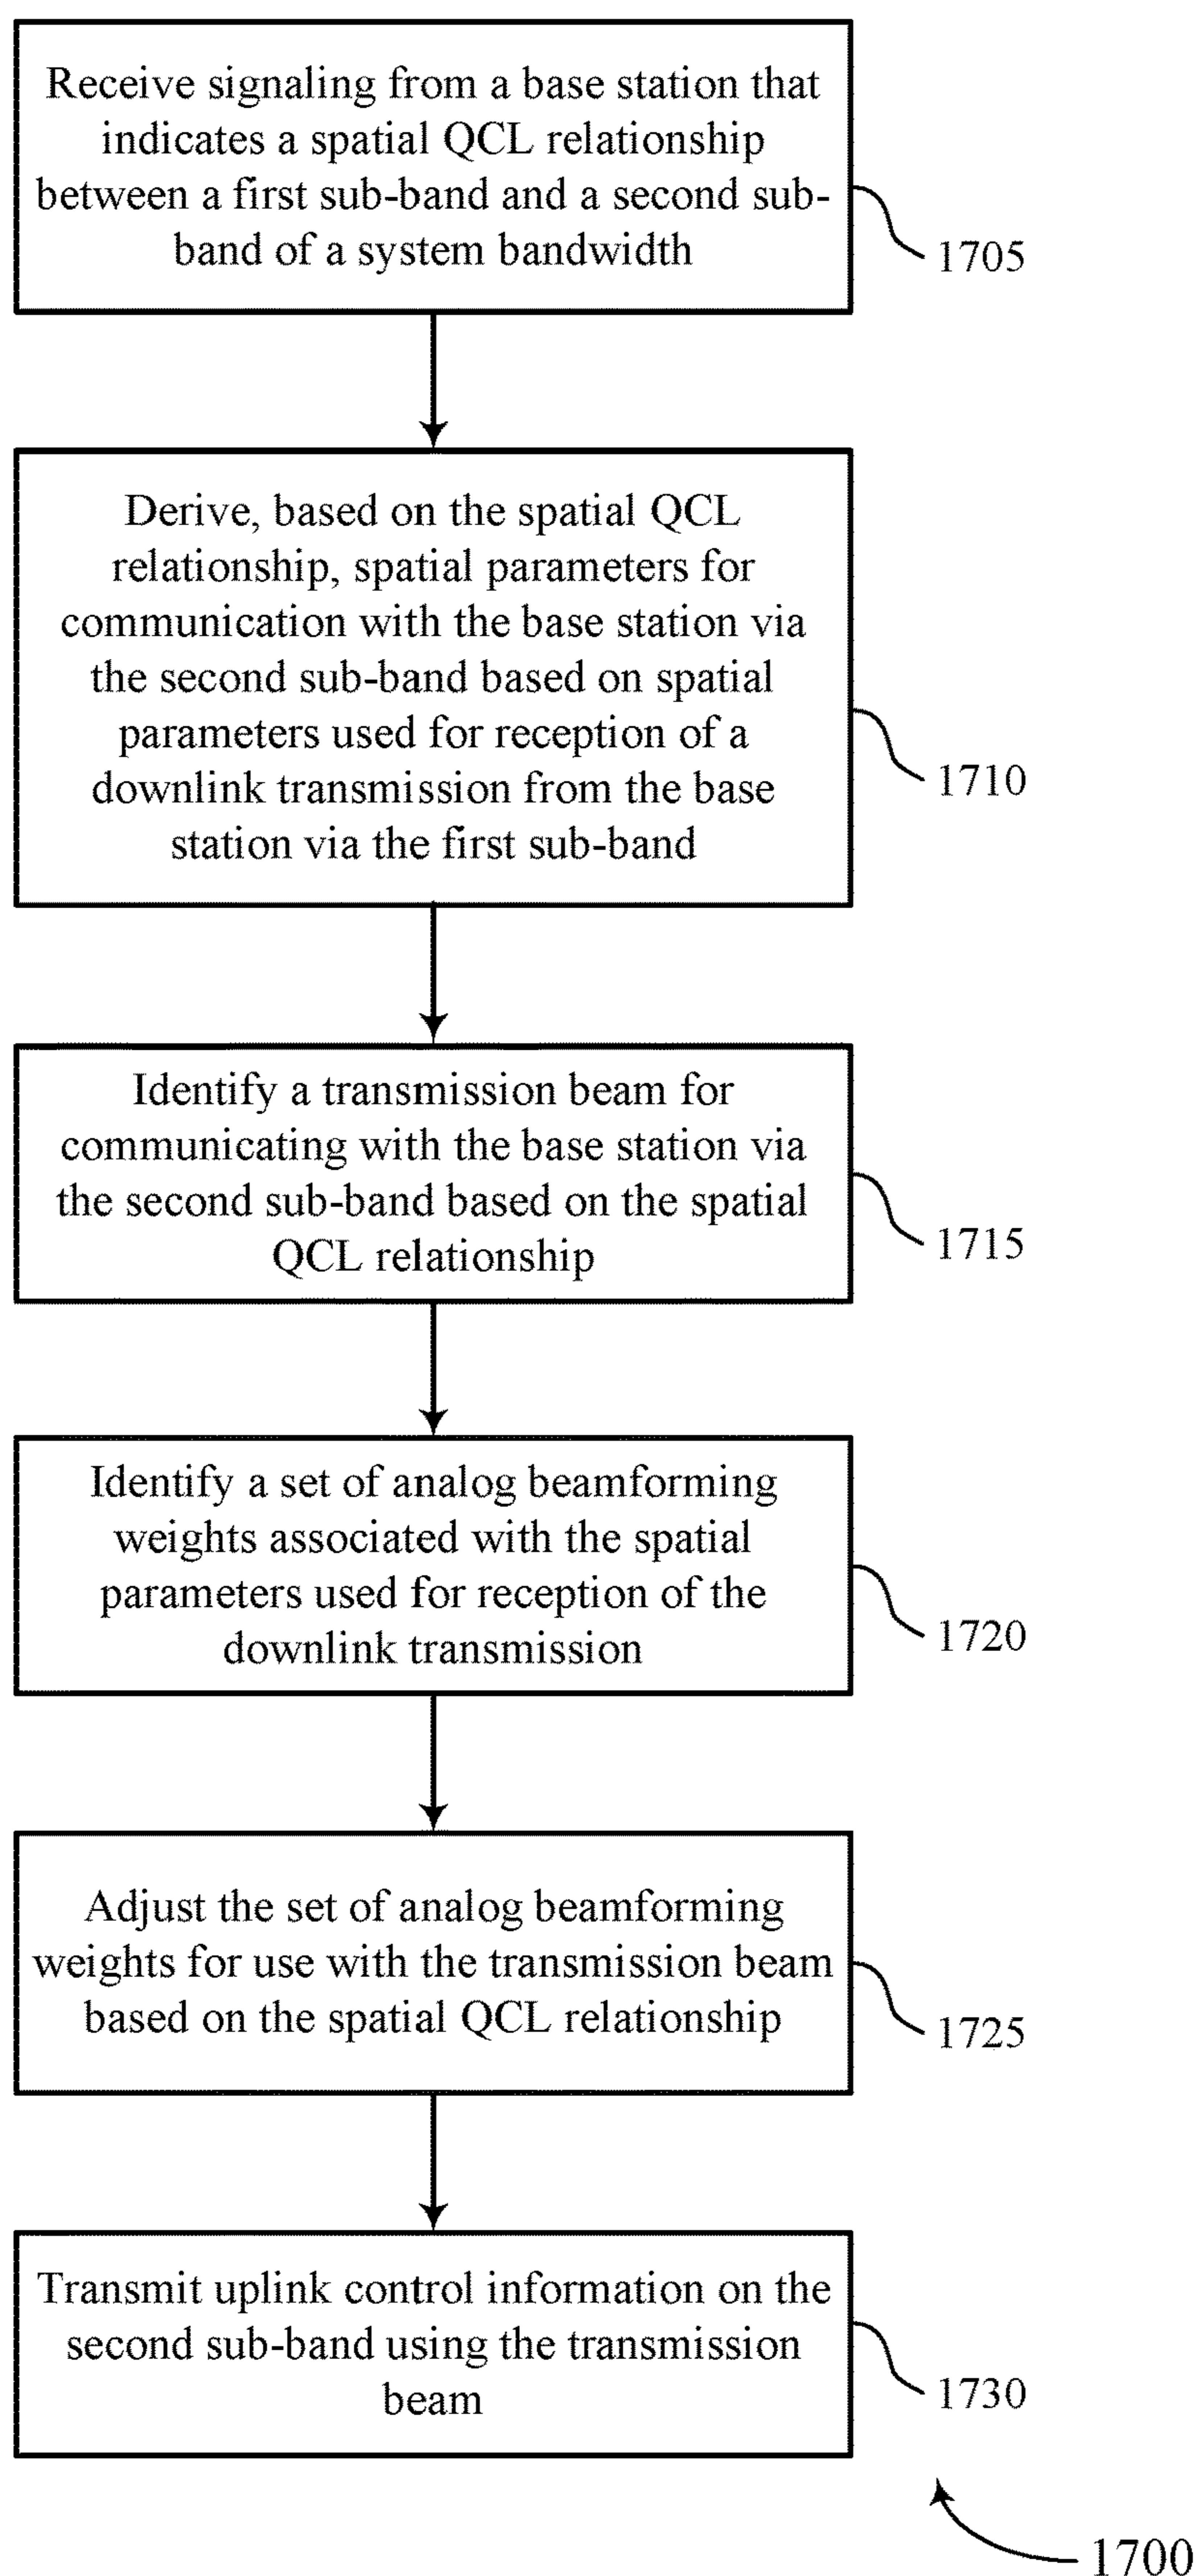 Receive signaling from a base station that
indicates a spatial QCL relationship
between a first sub-band and a second sub-
band of a system bandwidth
1705
Derive, based on the spatial QCL
relationship, spatial parameters for
communication with the base station via
the second sub-band based on spatial
parameters used for reception of a
downlink transmission from the base
station via the first sub-band
1710
Identify a transmission beam for
communicating with the base station via
the second sub-band based on the spatial
QCL relationship
1715
Identify a set of analog beamforming
weights associated with the spatial
parameters used for reception of the
downlink transmission
1720
Adjust the set of analog beamforming
weights for use with the transmission beam
based on the spatial QCL relationship
1725
Transmit uplink control information on the
second sub-band using the transmission
beam
1730
1700